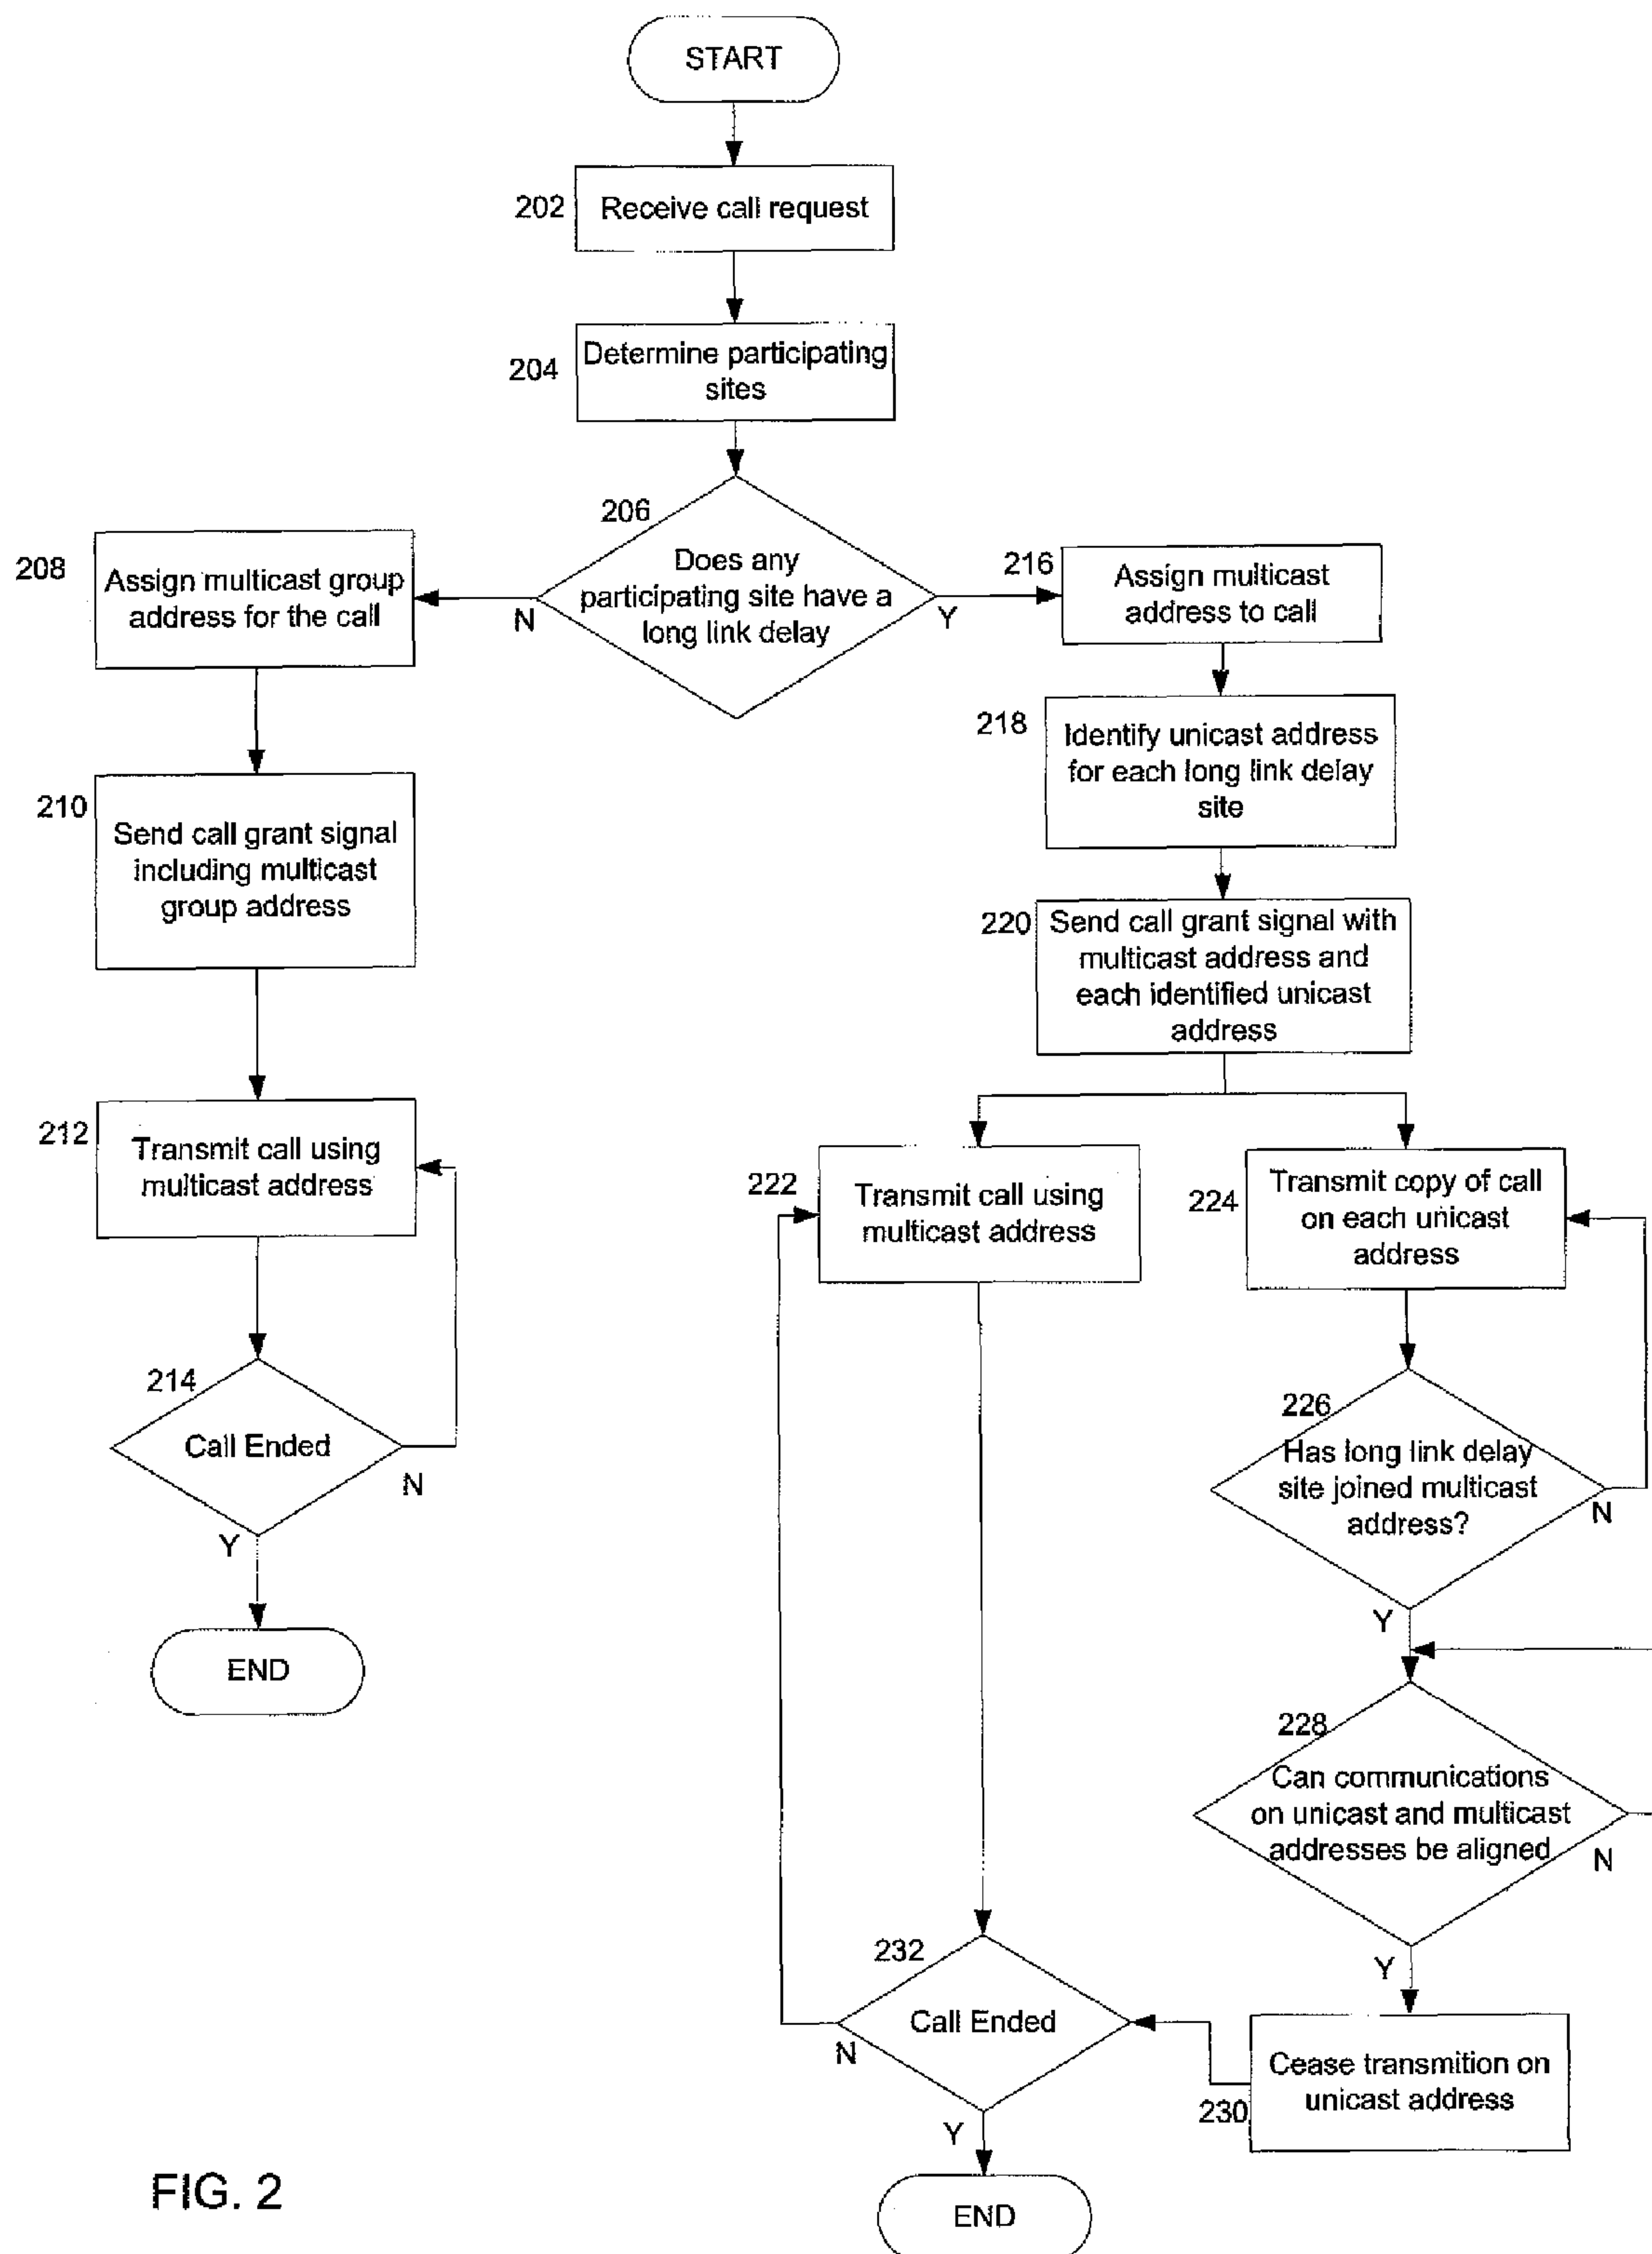 START
202
Receive call request
204
Determine participating
sites
206
Does any
participating site have a
long link delay
N
Y
208
Assign multicast group
address for the call
210
Send call grant signal
including multicast
group address
212
Transmit call using
multicast address
214
Call Ended
N
Y
END
216
Assign multicast
address to call
218
Identify unicast address
for each long link delay
site
220
Send call grant signal with
multicast address and
each identified unicast
address
222
Transmit call using
multicast address
224
Transmit copy of call
on each unicast
address
226
Has long link delay
site joined multicast
address?
N
Y
228
Can communications
on unicast and multicast
addresses be aligned
N
Y
230
Cease transmition on
unicast address
232
Call Ended
N
Y
END
FIG. 2